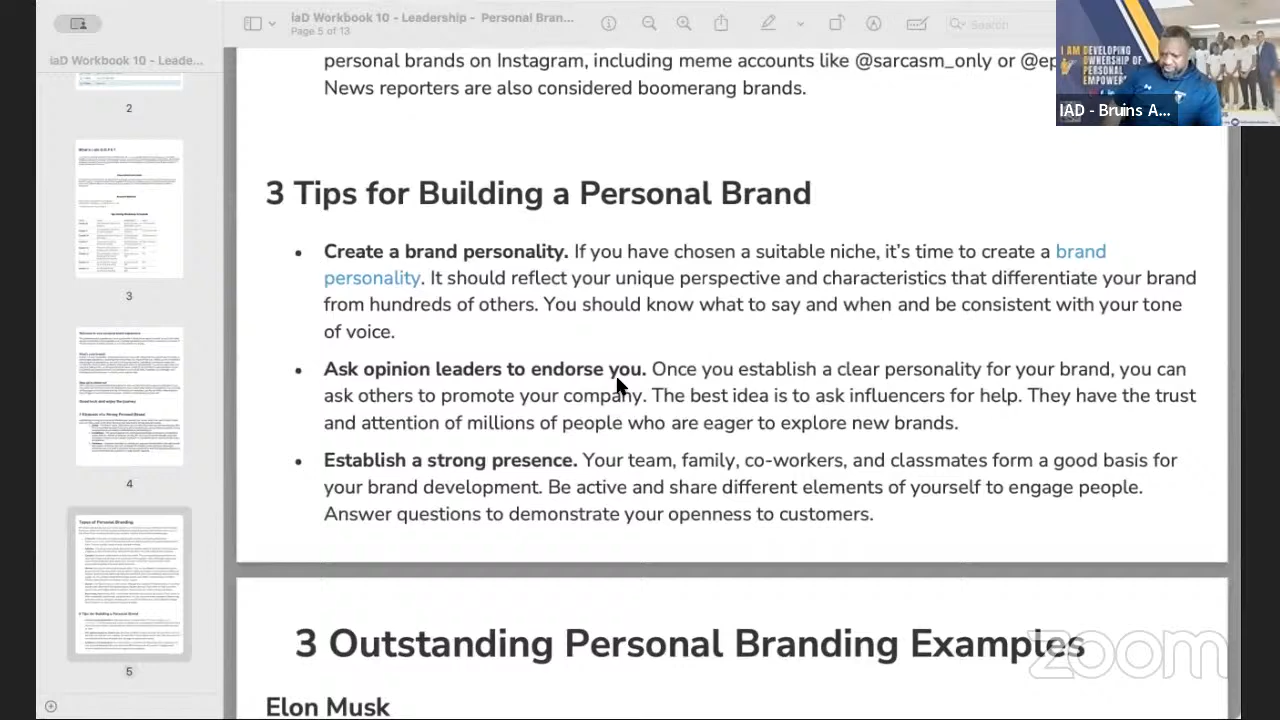 iaD Workbook 10 - Leadership - Personal Bran...
Page 5 of 13
Search
iaD Workbook 10 - Leade...
2
3
4
5
personal brands on Instagram, including meme accounts like @sarcasm_only or @ep
News reporters are also considered boomerang brands.
I AM DEVELOPING
OWNERSHIP OF
PERSONAL
EMPOWER
IAD - Bruins A...
3 Tips for Building a Personal Brand
• Create a brand personality. If you have chosen a suitable niche, it's time to create a brand
personality. It should reflect your unique perspective and characteristics that differentiate your brand
from hundreds of others. You should know what to say and when and be consistent with your tone
of voice.
• Ask opinion leaders to endorse you. Once you establish a clear personality for your brand, you can
ask others to promote your company. The best idea is to ask influencers for help. They have the trust
and attention of millions of people who are eager to explore new brands.
• Establish a strong presence. Your team, family, co-workers, and classmates form a good basis for
your brand development. Be active and share different elements of yourself to engage people.
Answer questions to demonstrate your openness to customers.
3 Outstanding Personal Branding Examples
zoom
Elon Musk